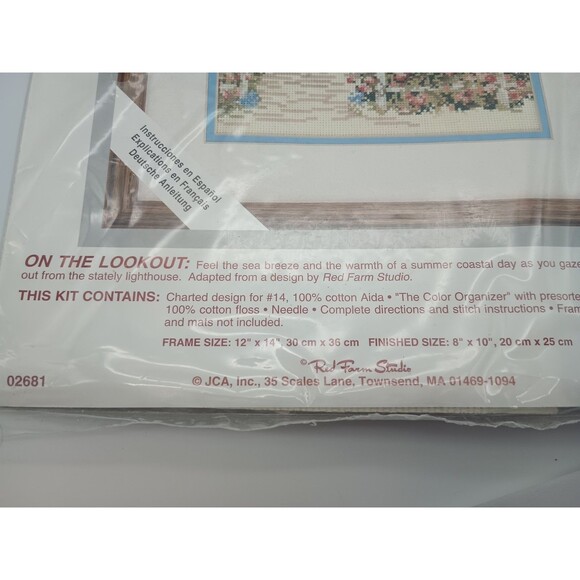 Instrucciones en Español
Explications en Français
Deutsche Anleitung
ON THE LOOKOUT: Feel the sea breeze and the warmth of a summer coastal day as you gaze
out from the stately lighthouse. Adapted from a design by Red Farm Studio.
THIS KIT CONTAINS: Charted design for #14, 100% cotton Aida • "The Color Organizer" with presorte
100% cotton floss • Needle • Complete directions and stitch instructions • Fram
and mats not included.
FRAME SIZE: 12" x 14", 30 cm x 36 cm FINISHED SIZE: 8" x 10", 20 cm x 25 cm
© Red Farm Studio
02681
© JCA, Inc., 35 Scales Lane, Townsend, MA 01469-1094